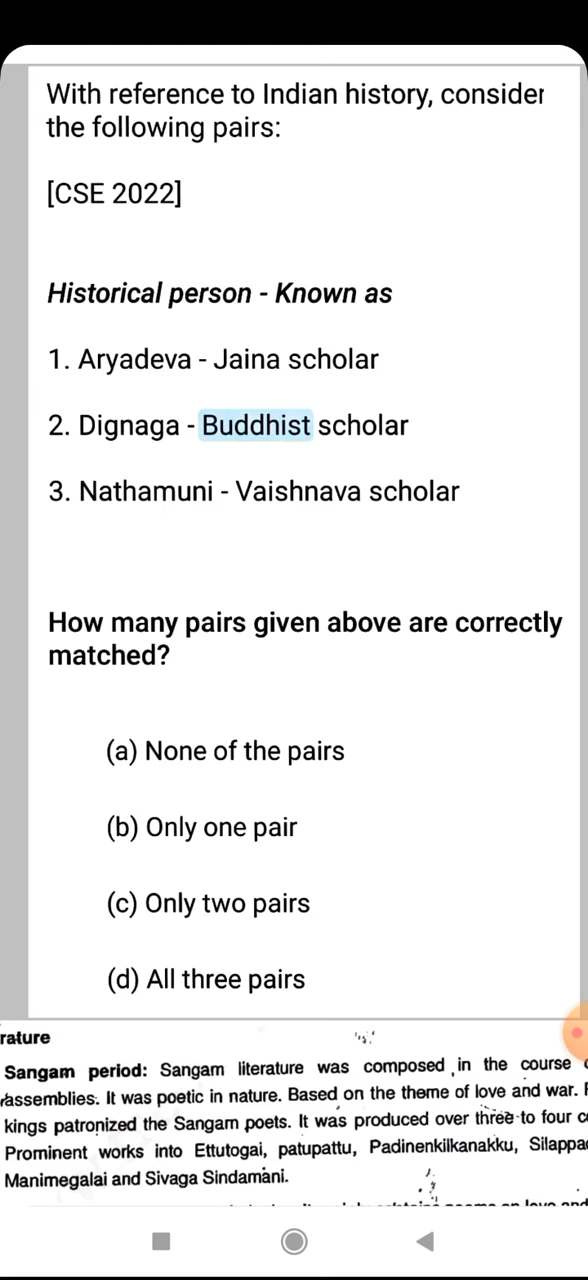 With reference to Indian history, consider
the following pairs:
[CSE 2022]
Historical person - Known as
1. Aryadeva - Jaina scholar
2. Dignaga - Buddhist scholar
3. Nathamuni - Vaishnava scholar
How many pairs given above are correctly
matched?
(a) None of the pairs
(b) Only one pair
(c) Only two pairs
(d) All three pairs
rature
Sangam period: Sangam literature was composed in the course
assemblies. It was poetic in nature. Based on the theme of love and war.
kings patronized the Sangam poets. It was produced over three to four c
Prominent works into Ettutogai, patupattu, Padinenkilkanakku, Silappa
Manimegalai and Sivaga Sindamani.